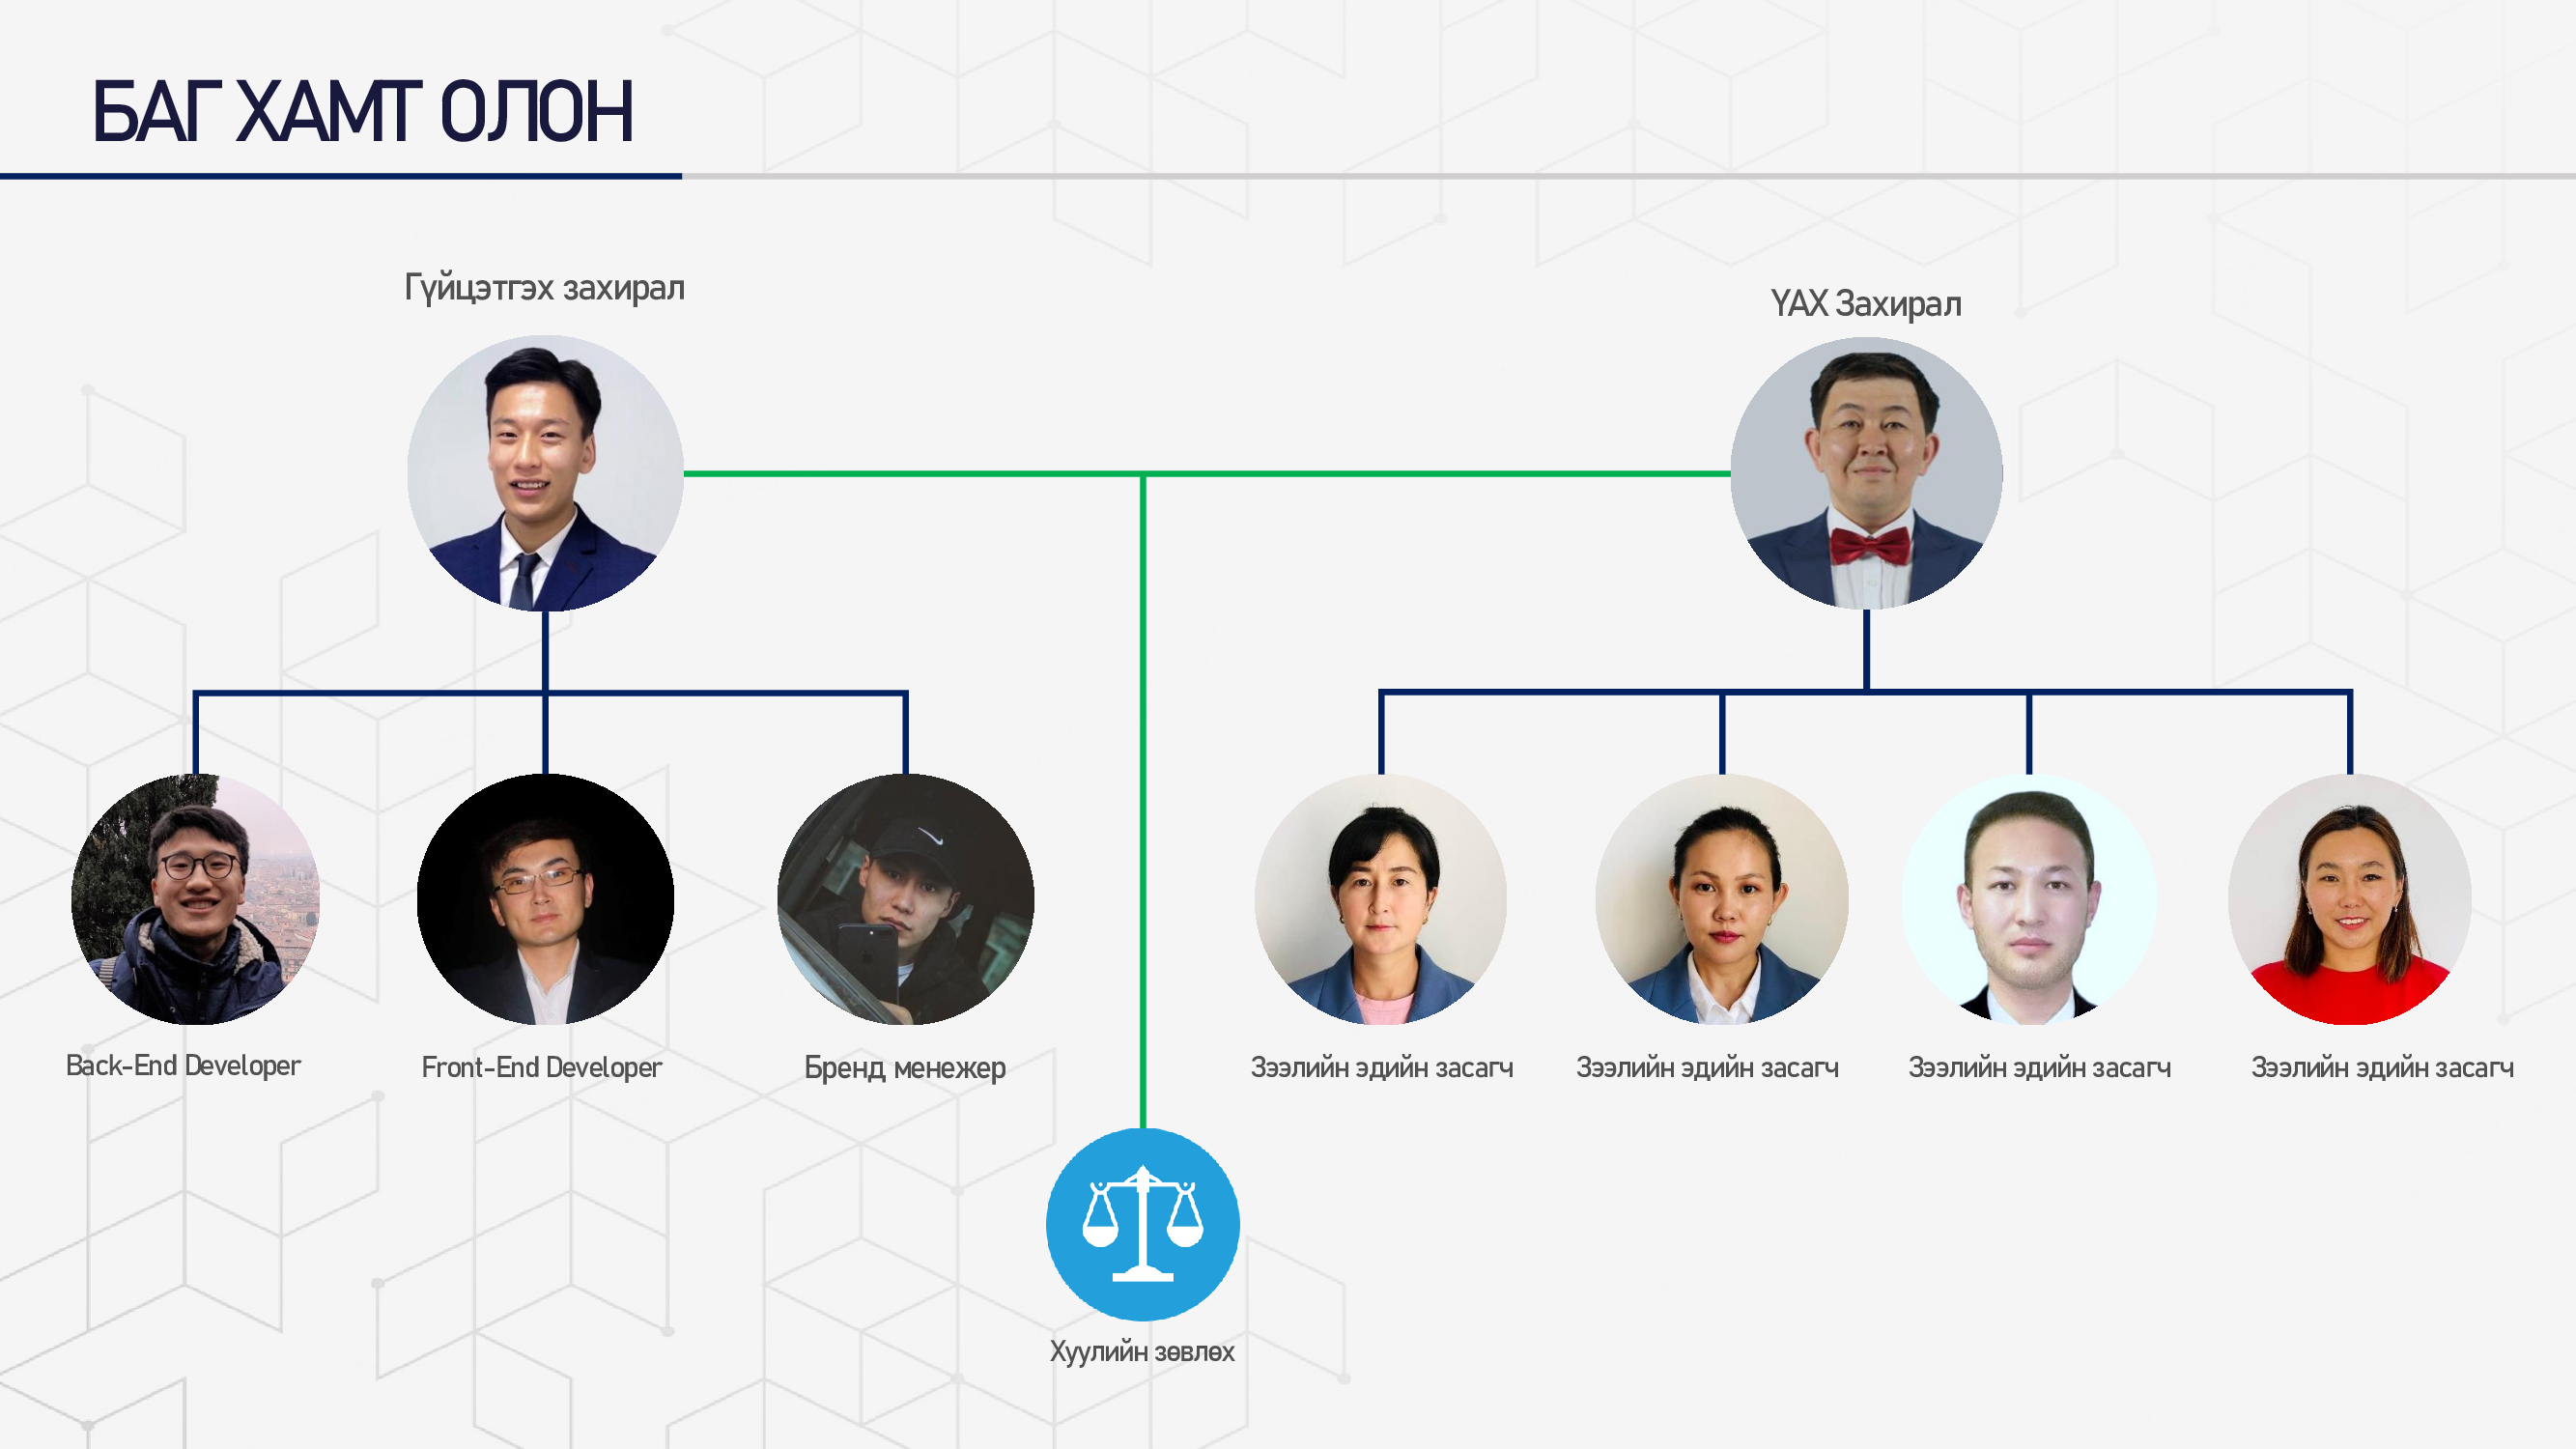 БАГ ХАМТ ОЛОН
Гүйцэтгэх захирал
ҮАХ Захирал
Back-End Developer
Front-End Developer
Бренд менежер
Зээлийн эдийн засагч
Зээлийн эдийн засагч
Зээлийн эдийн засагч
Зээлийн эдийн засагч
Хуулийн зөвлөх